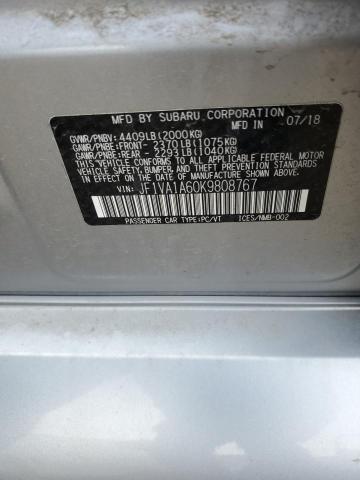 MFD BY SUBARU CORPORATION 07/18
GVWR/PNBV: 4409LB(2000KG)
GAWR/PNBE:FRONT- 2370LB(1075KG)
GAWR/PNBE:REAR - 2293LB(1040KG)
THIS VEHICLE CONFORMS TO ALL APPLICABLE FEDERAL MOTOR
VEHICLE SAFETY, BUMPER, AND THEFT PREVENTION STANDARDS
IN EFFECT ON THE DATE OF MANUFACTURE SHOWN ABOVE.
VIN: JF1VA1A60K9808767
PASSENGER CAR TYPE:PC/VT ICES/NMB-002